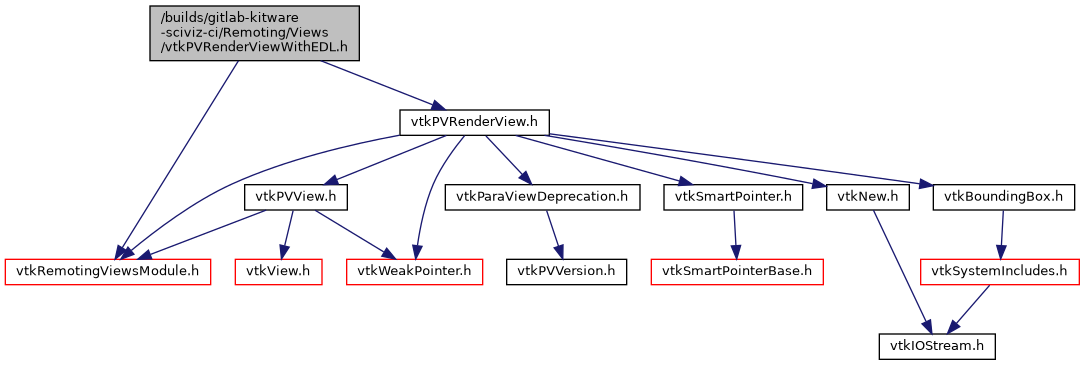 /builds/gitlab-kitware
-sciviz-ci/Remoting/Views
/vtkPVRenderViewWithEDL.h
vtkPVRenderView.h
vtkPVView.h
vtkParaViewDeprecation.h
vtkSmartPointer.h
vtkNew.h
vtkBoundingBox.h
vtkRemotingViewsModule.h
vtkView.h
vtkWeakPointer.h
vtkPVVersion.h
vtkSmartPointerBase.h
vtkSystemIncludes.h
vtkIOStream.h